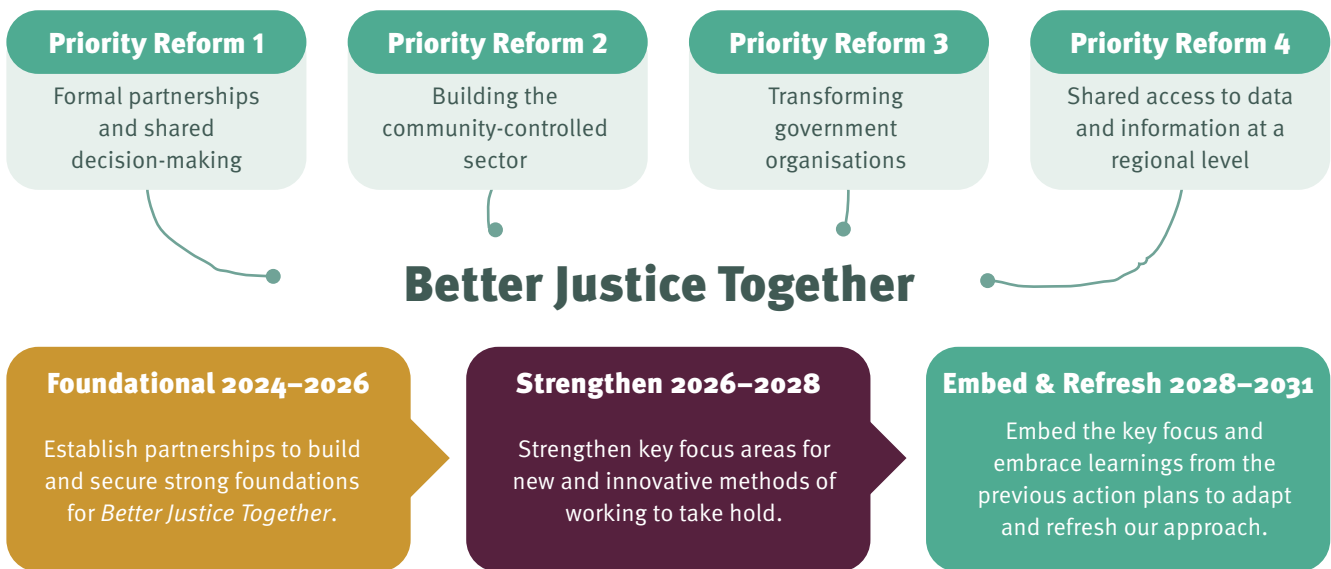 Priority Reform 1
Formal partnerships
and shared
decision-making
Priority Reform 2
Building the
community-controlled
sector
Priority Reform 3
Transforming
government
organisations
Priority Reform 4
Shared access to data
and information at a
regional level
Better Justice Together
Foundational 2024–2026
Establish partnerships to build
and secure strong foundations
for Better Justice Together.
Strengthen 2026–2028
Strengthen key focus areas for
new and innovative methods of
working to take hold.
Embed & Refresh 2028–2031
Embed the key focus and
embrace learnings from the
previous action plans to adapt
and refresh our approach.